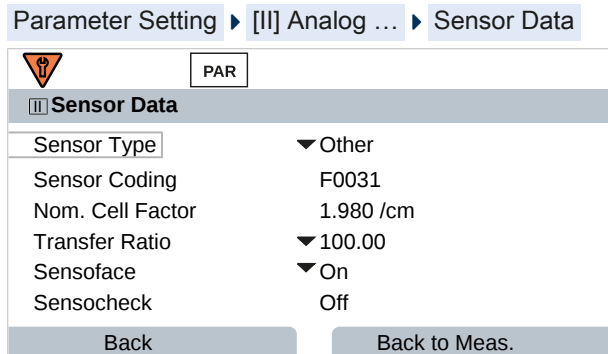 Parameter Setting ▸ [II] Analog … ▸ Sensor Data
PAR
II Sensor Data
Sensor Type Other
Sensor Coding F0031
Nom. Cell Factor 1.980 /cm
Transfer Ratio 100.00
Sensoface On
Sensocheck Off
Back Back to Meas.